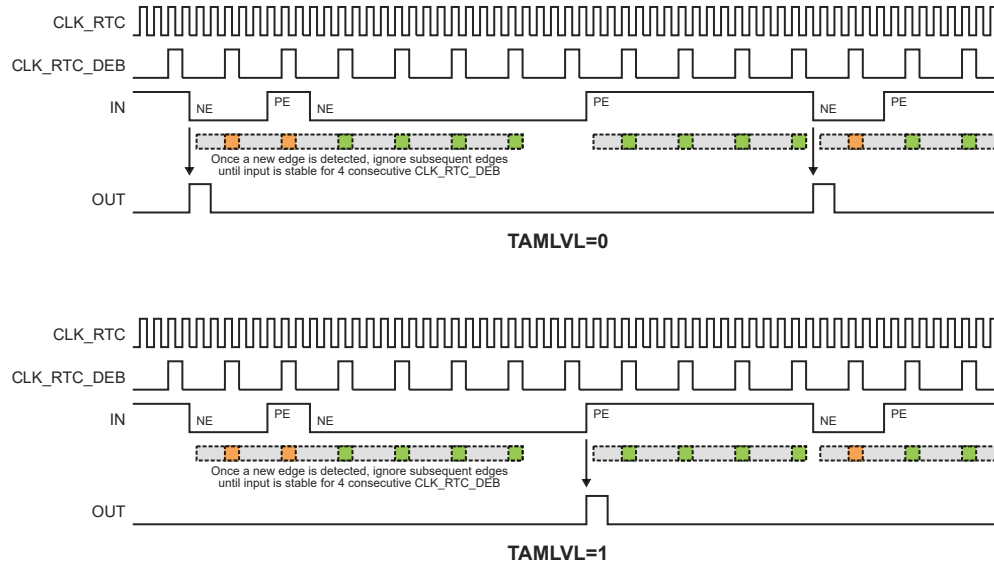 CLK_RTC
CLK_RTC_DEB
IN
NE
PE
NE
PE
NE
PE
Once a new edge is detected, ignore subsequent edges
until input is stable for 4 consecutive CLK_RTC_DEB
OUT
TAMLVL=0
CLK_RTC
CLK_RTC_DEB
IN
NE
PE
NE
PE
NE
PE
Once a new edge is detected, ignore subsequent edges
until input is stable for 4 consecutive CLK_RTC_DEB
OUT
TAMLVL=1